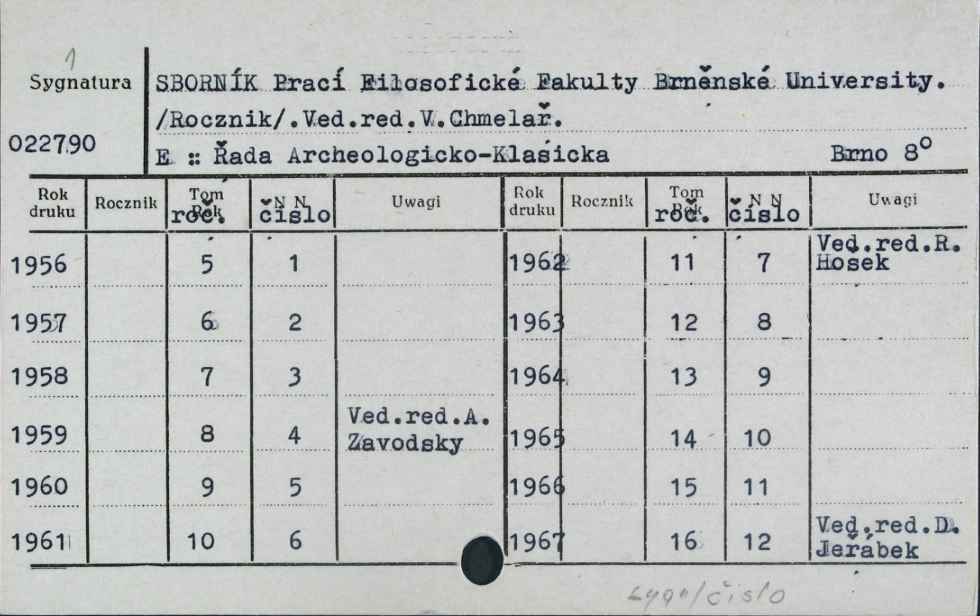 1
Sygnatura
022790
SBORNÍK Prací Filosofické Fakulty Brněnské University.
/Rocznik/.Ved.red.V.Chmelař.
E :: Řada Archeologicko-Klasicka Brno 8°
Rok druku Rocznik Tom Rok roč. N N číslo Uwagi Rok druku Rocznik Tom Rok roč. N N číslo Uwagi
1956 5 1 1962 11 7 Ved.red.R. Hosek
1957 6 2 1963 12 8
1958 7 3 1964 13 9
1959 8 4 Ved.red.A. Zavodsky 1965 14 10
1960 9 5 1966 15 11
1961 10 6 1967 16 12 Ved.red.D. Jeřábek
/číslo